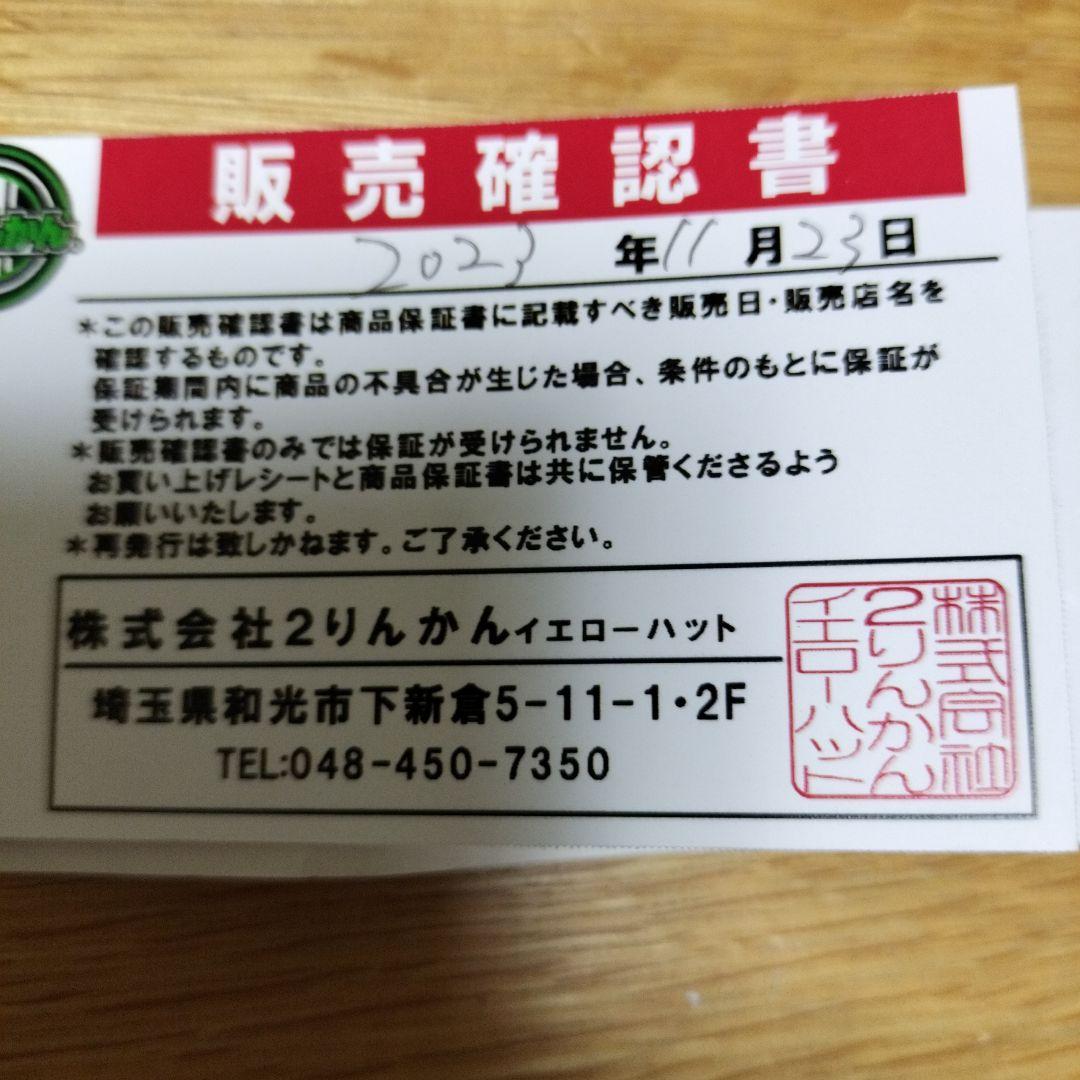 販売確認書
かん
2023 年 11 月 23 日
*この販売確認書は商品保証書に記載すべき販売日・販売店名を
確認するものです。
保証期間内に商品の不具合が生じた場合、条件のもとに保証が
受けられます。
*販売確認書のみでは保証が受けられません。
お買い上げレシートと商品保証書は共に保管くださるよう
お願いいたします。
*再発行は致しかねます。ご了承ください。
株式会社2りんかんイエローハット
埼玉県和光市下新倉5-11-1・2F
TEL:048-450-7350
株式会社
2りんかん
イエローハット